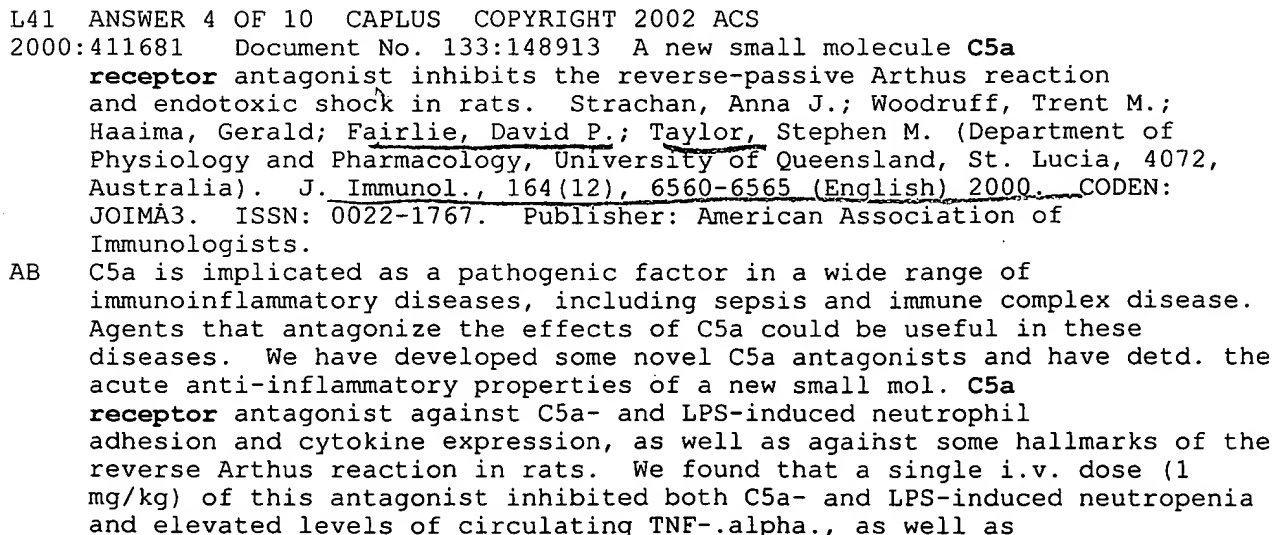 L41 ANSWER 4 OF 10 CAPLUS COPYRIGHT 2002 ACS
2000:411681 Document No. 133:148913 A new small molecule C5a
receptor antagonist inhibits the reverse-passive Arthus reaction
and endotoxic shock in rats. Strachan, Anna J.; Woodruff, Trent M.;
Haaima, Gerald; Fairlie, David P.; Taylor, Stephen M. (Department of
Physiology and Pharmacology, University of Queensland, St. Lucia, 4072,
Australia). J. Immunol., 164(12), 6560-6565 (English) 2000. CODEN:
JOIMA3. ISSN: 0022-1767. Publisher: American Association of
Immunologists.
AB C5a is implicated as a pathogenic factor in a wide range of
immunoinflammatory diseases, including sepsis and immune complex disease.
Agents that antagonize the effects of C5a could be useful in these
diseases. We have developed some novel C5a antagonists and have detd. the
acute anti-inflammatory properties of a new small mol. C5a
receptor antagonist against C5a- and LPS-induced neutrophil
adhesion and cytokine expression, as well as against some hallmarks of the
reverse Arthus reaction in rats. We found that a single i.v. dose (1
mg/kg) of this antagonist inhibited both C5a- and LPS-induced neutropenia
and elevated levels of circulating TNF-.alpha., as well as